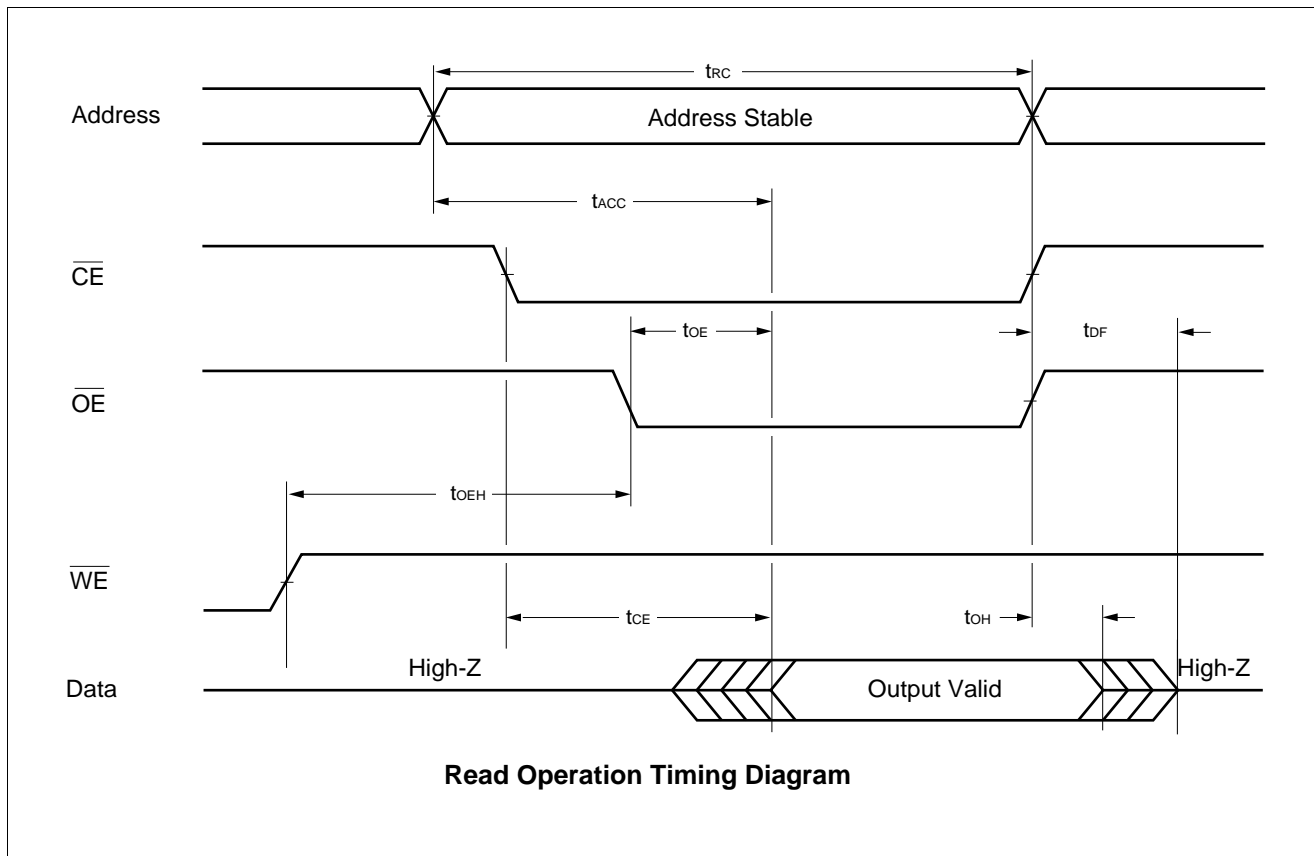 tRC
Address
Address Stable
tACC
CE
tOE
tDF
OE
tOEH
WE
tCE
tOH
High-Z
High-Z
Data
Output Valid
Read Operation Timing Diagram